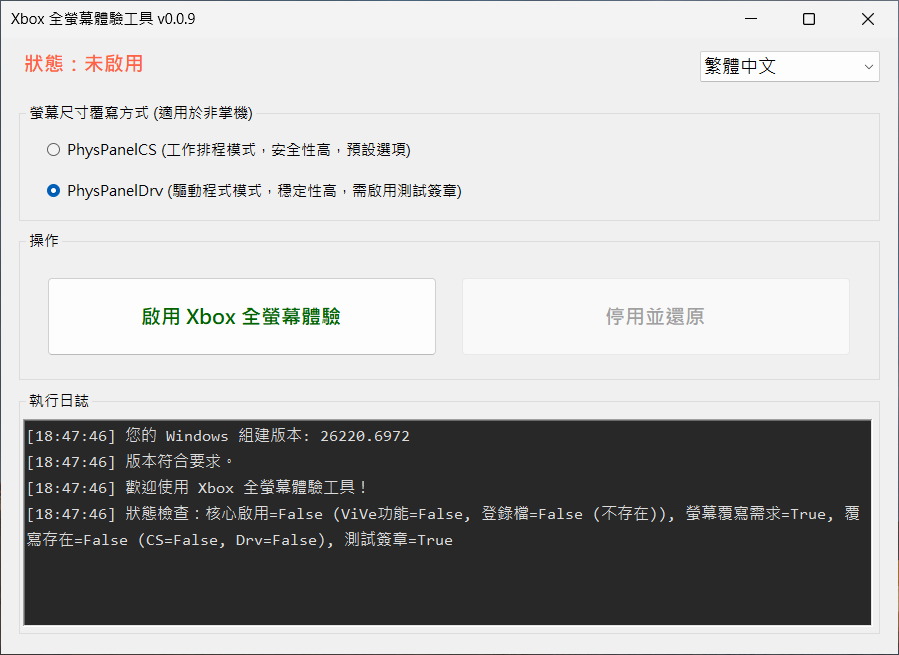 Xbox 全螢幕體驗工具 v0.0.9
狀態：未啟用
繁體中文
螢幕尺寸覆寫方式 (適用於非掌機)
PhysPanelCS (工作排程模式，安全性高，預設選項)
PhysPanelDrv (驅動程式模式，穩定性高，需啟用測試簽章)
操作
啟用 Xbox 全螢幕體驗
停用並還原
執行日誌
[18:47:46] 您的 Windows 組建版本: 26220.6972
[18:47:46] 版本符合要求。
[18:47:46] 歡迎使用 Xbox 全螢幕體驗工具！
[18:47:46] 狀態檢查：核心啟用=False (ViVe功能=False, 登錄檔=False (不存在)), 螢幕覆寫需求=True, 覆
寫存在=False (CS=False, Drv=False), 測試簽章=True